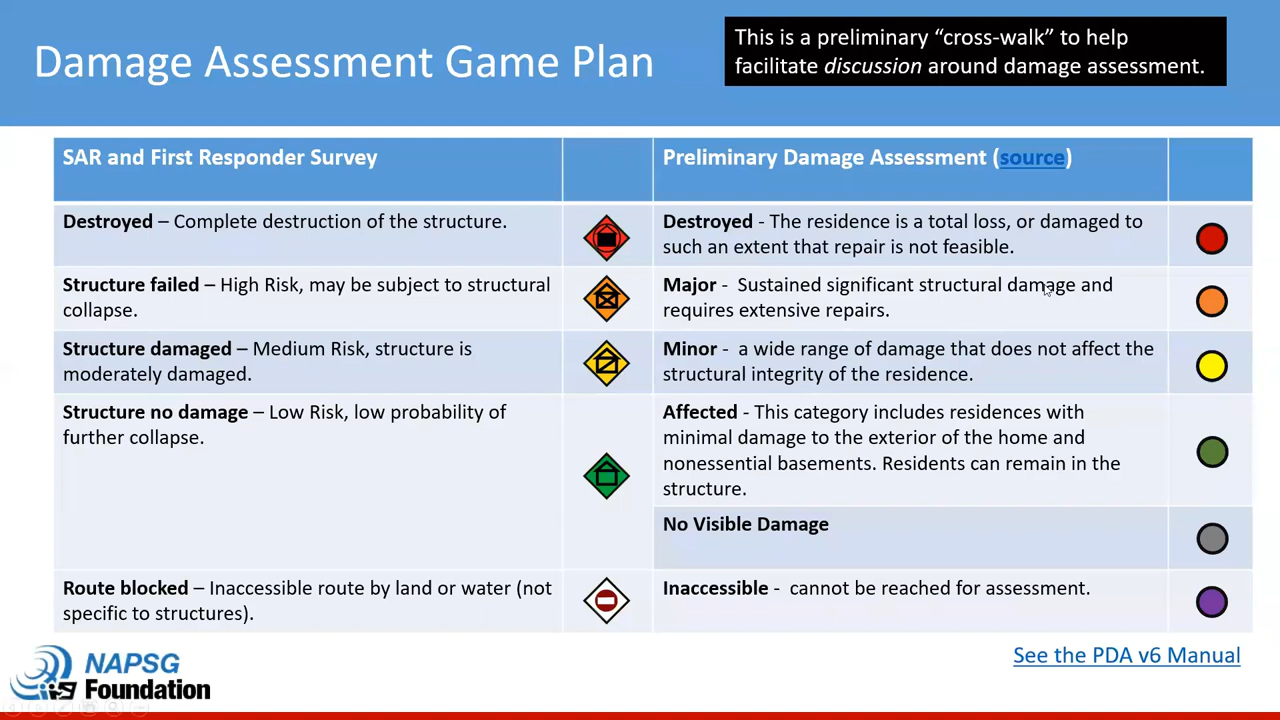 Damage Assessment Game Plan
This is a preliminary “cross-walk” to help
facilitate discussion around damage assessment.
SAR and First Responder Survey
Preliminary Damage Assessment (source)
Destroyed – Complete destruction of the structure.
Destroyed - The residence is a total loss, or damaged to
such an extent that repair is not feasible.
Structure failed – High Risk, may be subject to structural
collapse.
Major -  Sustained significant structural damage and
requires extensive repairs.
Structure damaged – Medium Risk, structure is
moderately damaged.
Minor -  a wide range of damage that does not affect the
structural integrity of the residence.
Structure no damage – Low Risk, low probability of
further collapse.
Affected - This category includes residences with
minimal damage to the exterior of the home and
nonessential basements. Residents can remain in the
structure.
No Visible Damage
Route blocked – Inaccessible route by land or water (not
specific to structures).
Inaccessible -  cannot be reached for assessment.
See the PDA v6 Manual
NAPSG
Foundation